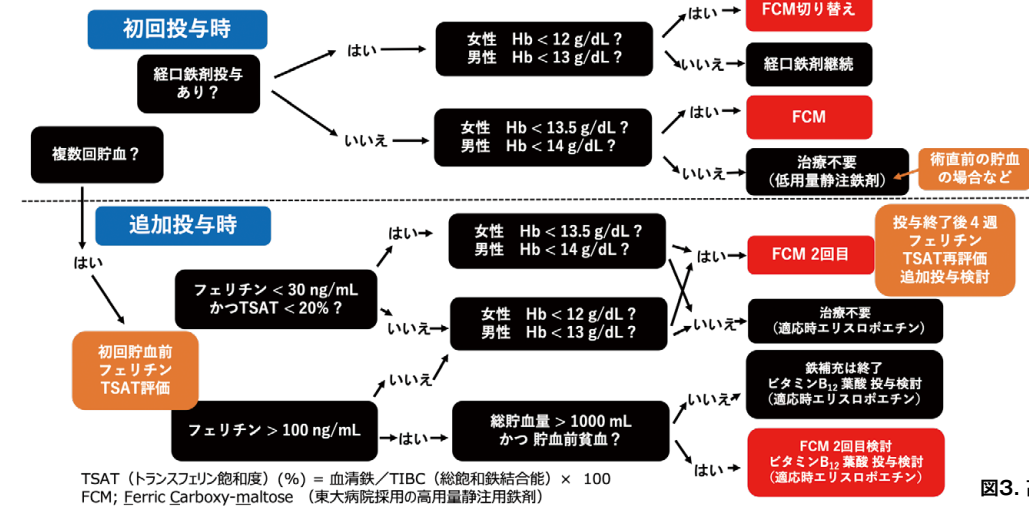 初回投与時
経口鉄剤投与
あり？
はい
女性　Hb < 12 g/dL ?
男性　Hb < 13 g/dL ?
はい
FCM切り替え
いいえ
経口鉄剤継続
いいえ
女性　Hb < 13.5 g/dL ?
男性　Hb < 14 g/dL ?
はい
FCM
いいえ
治療不要
（低用量静注鉄剤）
術直前の貯血
の場合など
複数回貯血？
はい
追加投与時
初回貯血前
フェリチン
TSAT評価
フェリチン < 30 ng/mL
かつTSAT < 20% ?
はい
女性　Hb < 13.5 g/dL ?
男性　Hb < 14 g/dL ?
いいえ
女性　Hb < 12 g/dL ?
男性　Hb < 13 g/dL ?
はい
FCM 2回目
投与終了後４週
フェリチン
TSAT再評価
追加投与検討
いいえ
治療不要
（適応時エリスロポエチン）
フェリチン > 100 ng/mL
いいえ
はい
総貯血量 > 1000 mL
かつ 貯血前貧血？
いいえ
鉄補充は終了
ビタミンB12 葉酸 投与検討
（適応時エリスロポエチン）
はい
FCM 2回目検討
ビタミンB12 葉酸 投与検討
（適応時エリスロポエチン）
TSAT（トランスフェリン飽和度）(%) = 血清鉄／TIBC（総飽和鉄結合能）× 100
FCM; Ferric Carboxy-maltose （東大病院採用の高用量静注用鉄剤）
図3.